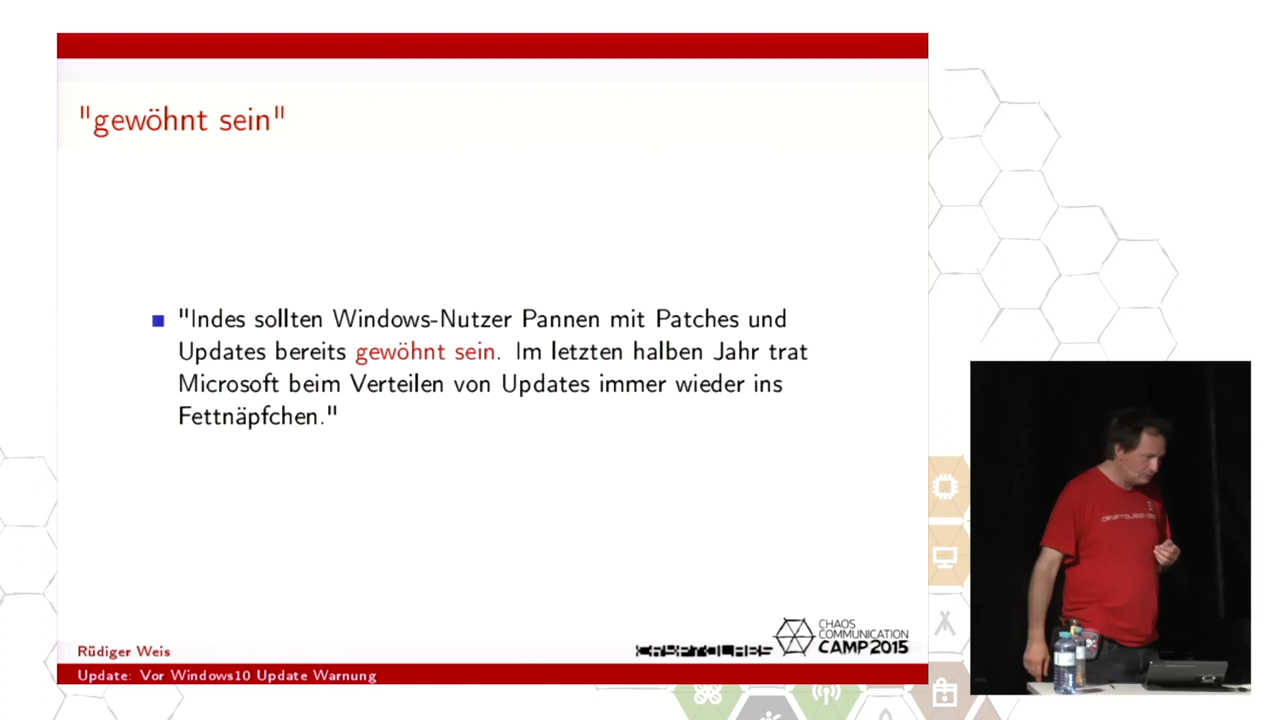 "gewöhnt sein"
"Indes sollten Windows-Nutzer Pannen mit Patches und
Updates bereits gewöhnt sein. Im letzten halben Jahr trat
Microsoft beim Verteilen von Updates immer wieder ins
Fettnäpfchen."
Rüdiger Weis
CRYPTOLABS
CHAOS
COMMUNICATION
CAMP 2015
Update: Vor Windows10 Update Warnung